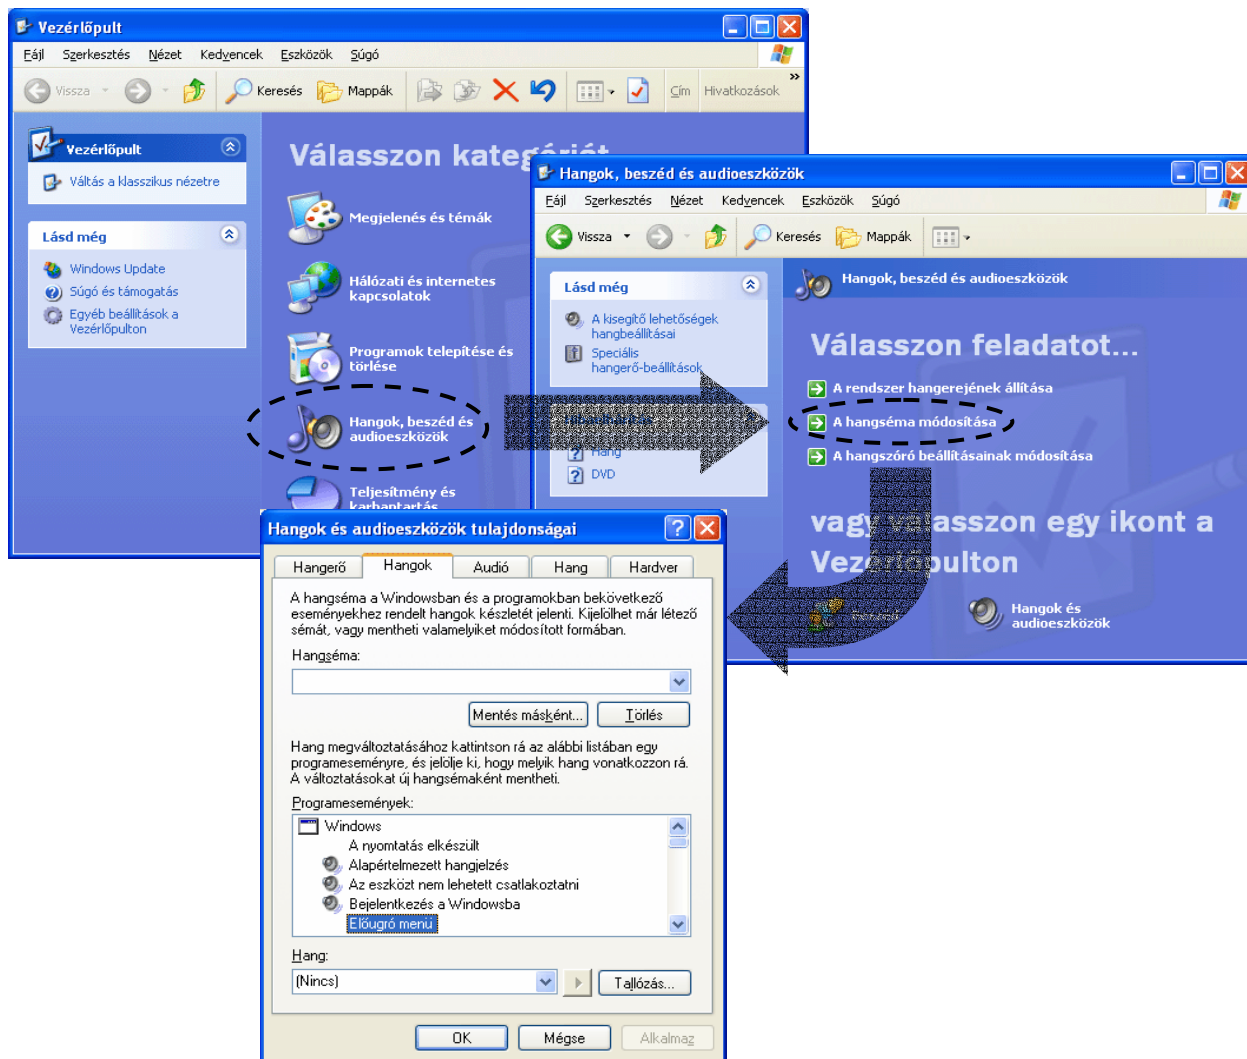 Vezérlőpult
Fájl Szerkesztés Nézet Kedvencek Eszközök Súgó
Vissza Keresés Mappák Cím Hivatkozások
Vezérlőpult
Váltás a klasszikus nézetre
Lásd még
Windows Update
Súgó és támogatás
Egyéb beállítások a
Vezérlőpulton
Válasszon kategóriát
Megjelenés és témák
Hálózati és internetes
kapcsolatok
Programok telepítése és
törlése
Hangok, beszéd és
audioeszközök
Teljesítmény és
karbantartás
Hangok, beszéd és audioeszközök
Fájl Szerkesztés Nézet Kedvencek Eszközök Súgó
Vissza Keresés Mappák
Lásd még
A kisegítő lehetőségek
hangbeállításai
Speciális
hangerő-beállítások
Hang
DVD
Hangok, beszéd és audioeszközök
Válasszon feladatot...
A rendszer hangerejének állítása
A hangséma módosítása
A hangszóró beállításainak módosítása
vagy válasszon egy ikont a
Vezérlőpulton
Hangok és
audioeszközök
Hangok és audioeszközök tulajdonságai
Hangerő Hangok Audió Hang Hardver
A hangséma a Windowsban és a programokban bekövetkező
eseményekhez rendelt hangok készletét jelenti. Kijelölhet már létező
sémát, vagy mentheti valamelyiket módosított formában.
Hangséma:
Mentés másként... Törlés
Hang megváltoztatásához kattintson rá az alábbi listában egy
programeseményre, és jelölje ki, hogy melyik hang vonatkozzon rá.
A változtatásokat új hangsémaként mentheti.
Programesemények:
Windows
A nyomtatás elkészült
Alapértelmezett hangjelzés
Az eszközt nem lehetett csatlakoztatni
Bejelentkezés a Windowsba
Előugró menü
Hang:
(Nincs) Tallózás...
OK Mégse Alkalmaz